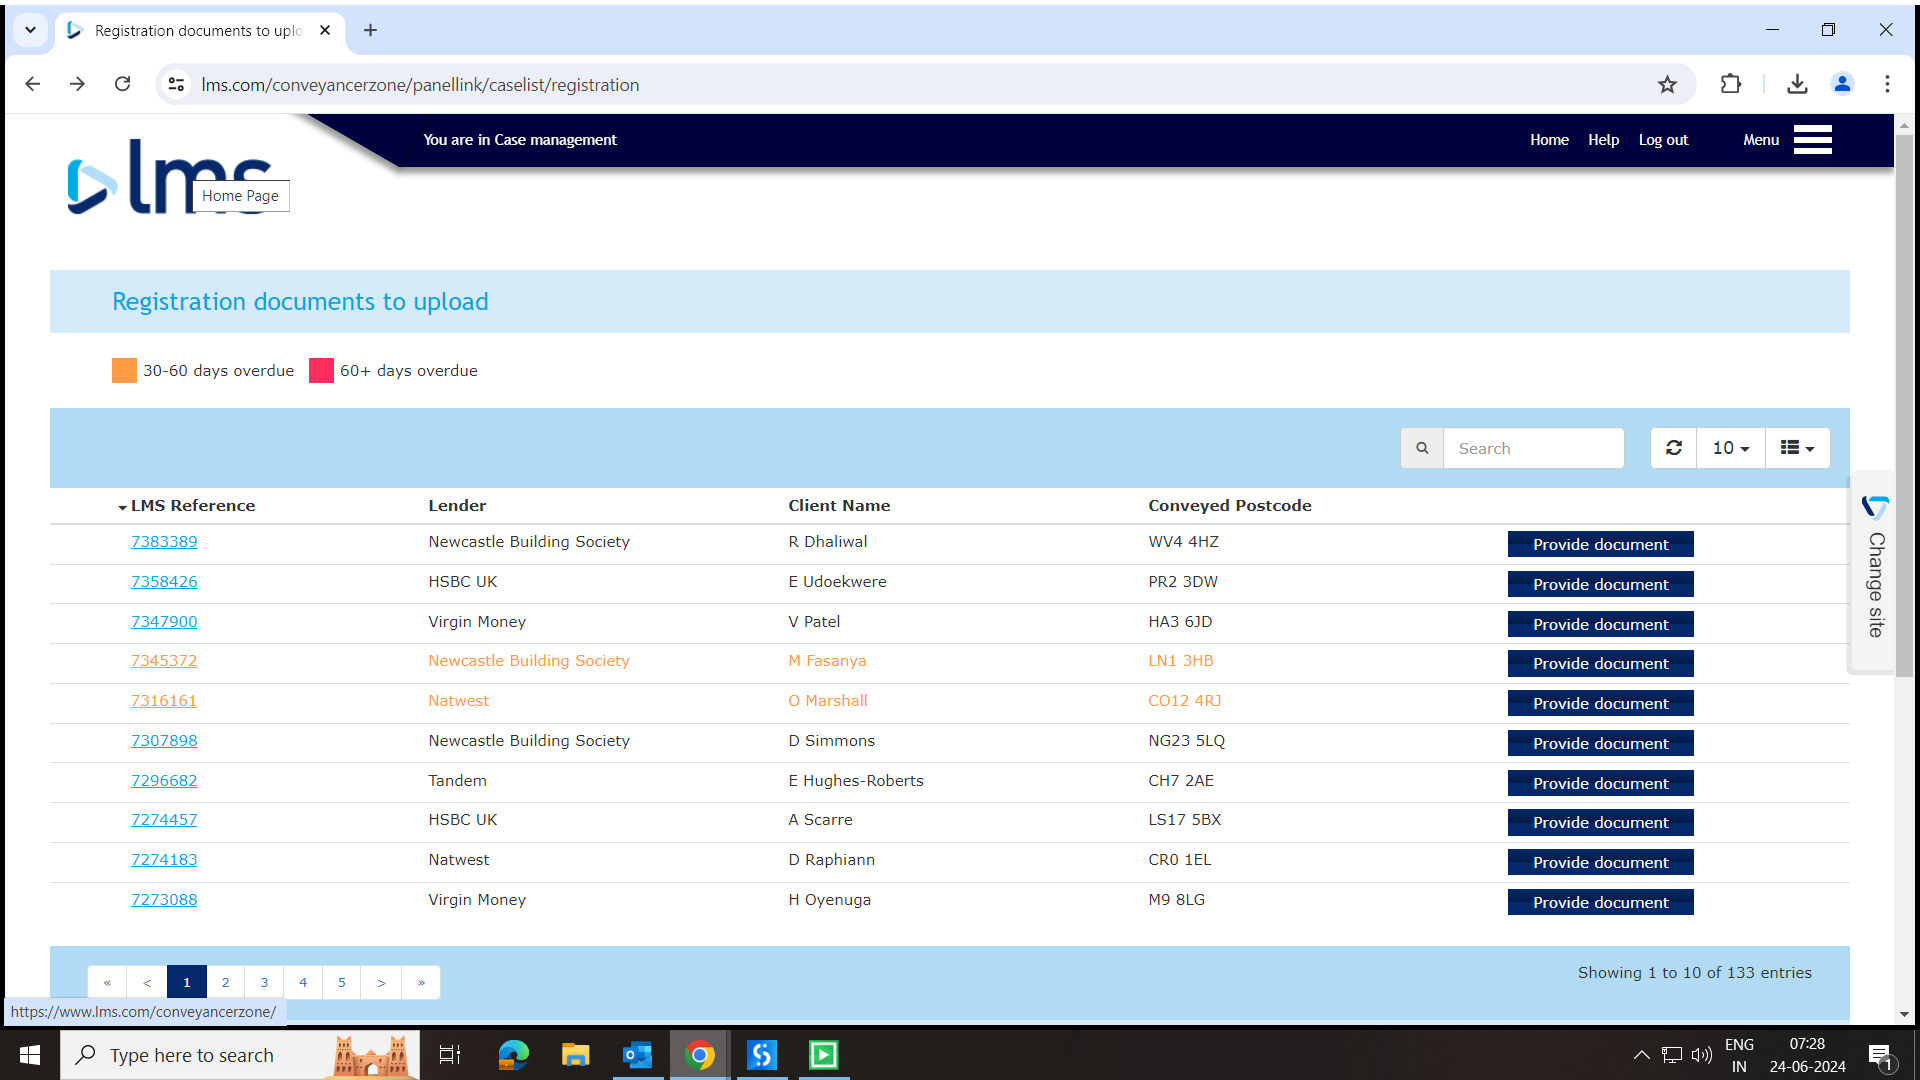 Registration documents to uplo
lms.com/conveyancerzone/panellink/caselist/registration
You are in Case management
Home Help Log out Menu
lms
Home Page
Registration documents to upload
30-60 days overdue 60+ days overdue
Search 10
LMS Reference Lender Client Name Conveyed Postcode
7383389 Newcastle Building Society R Dhaliwal WV4 4HZ Provide document
7358426 HSBC UK E Udoekwere PR2 3DW Provide document
7347900 Virgin Money V Patel HA3 6JD Provide document
7345372 Newcastle Building Society M Fasanya LN1 3HB Provide document
7316161 Natwest O Marshall CO12 4RJ Provide document
7307898 Newcastle Building Society D Simmons NG23 5LQ Provide document
7296682 Tandem E Hughes-Roberts CH7 2AE Provide document
7274457 HSBC UK A Scarre LS17 5BX Provide document
7274183 Natwest D Raphiann CR0 1EL Provide document
7273088 Virgin Money H Oyenuga M9 8LG Provide document
Change site
« < 1 2 3 4 5 > »
Showing 1 to 10 of 133 entries
https://www.lms.com/conveyancerzone/
Type here to search
ENG
IN
07:28
24-06-2024
1